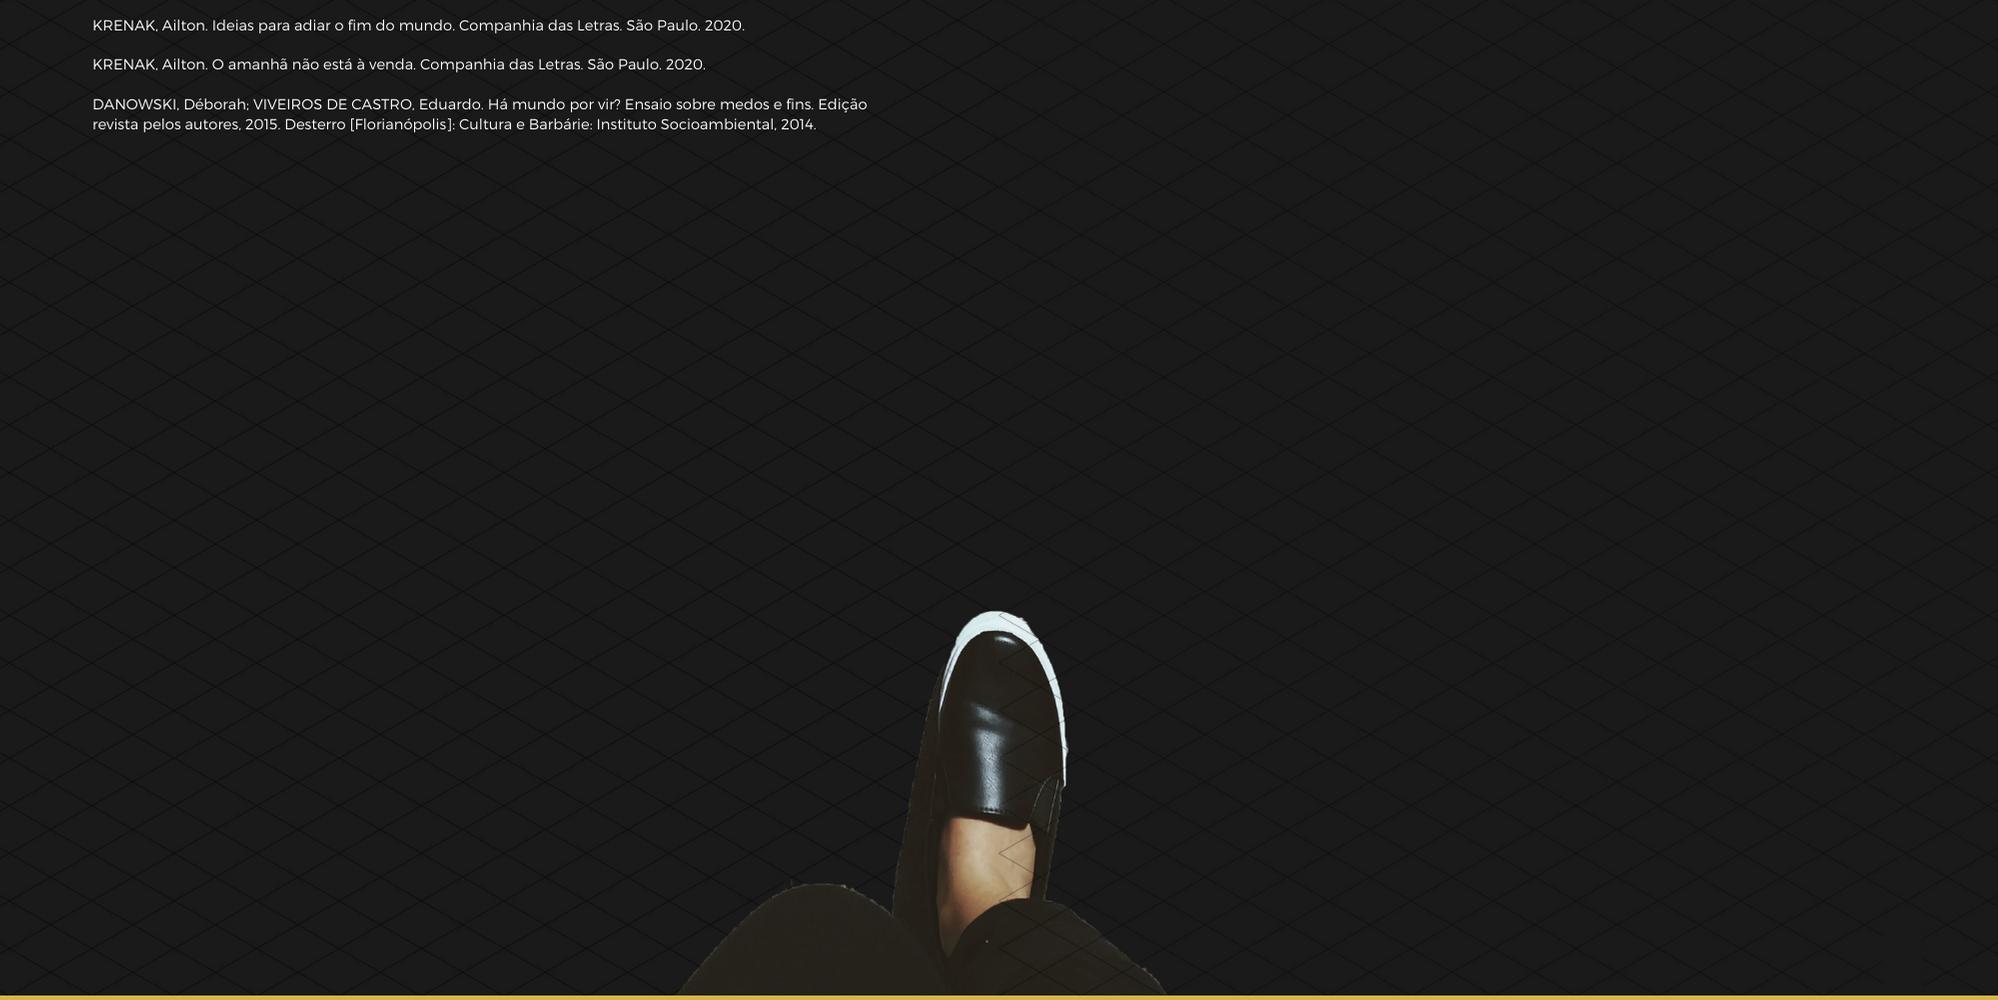 KRENAK, Ailton. Ideias para adiar o fim do mundo. Companhia das Letras. São Paulo. 2020.
KRENAK, Ailton. O amanhã não está à venda. Companhia das Letras. São Paulo. 2020.
DANOWSKI, Déborah; VIVEIROS DE CASTRO, Eduardo. Há mundo por vir? Ensaio sobre medos e fins. Edição
revista pelos autores, 2015. Desterro [Florianópolis]: Cultura e Barbárie: Instituto Socioambiental, 2014.